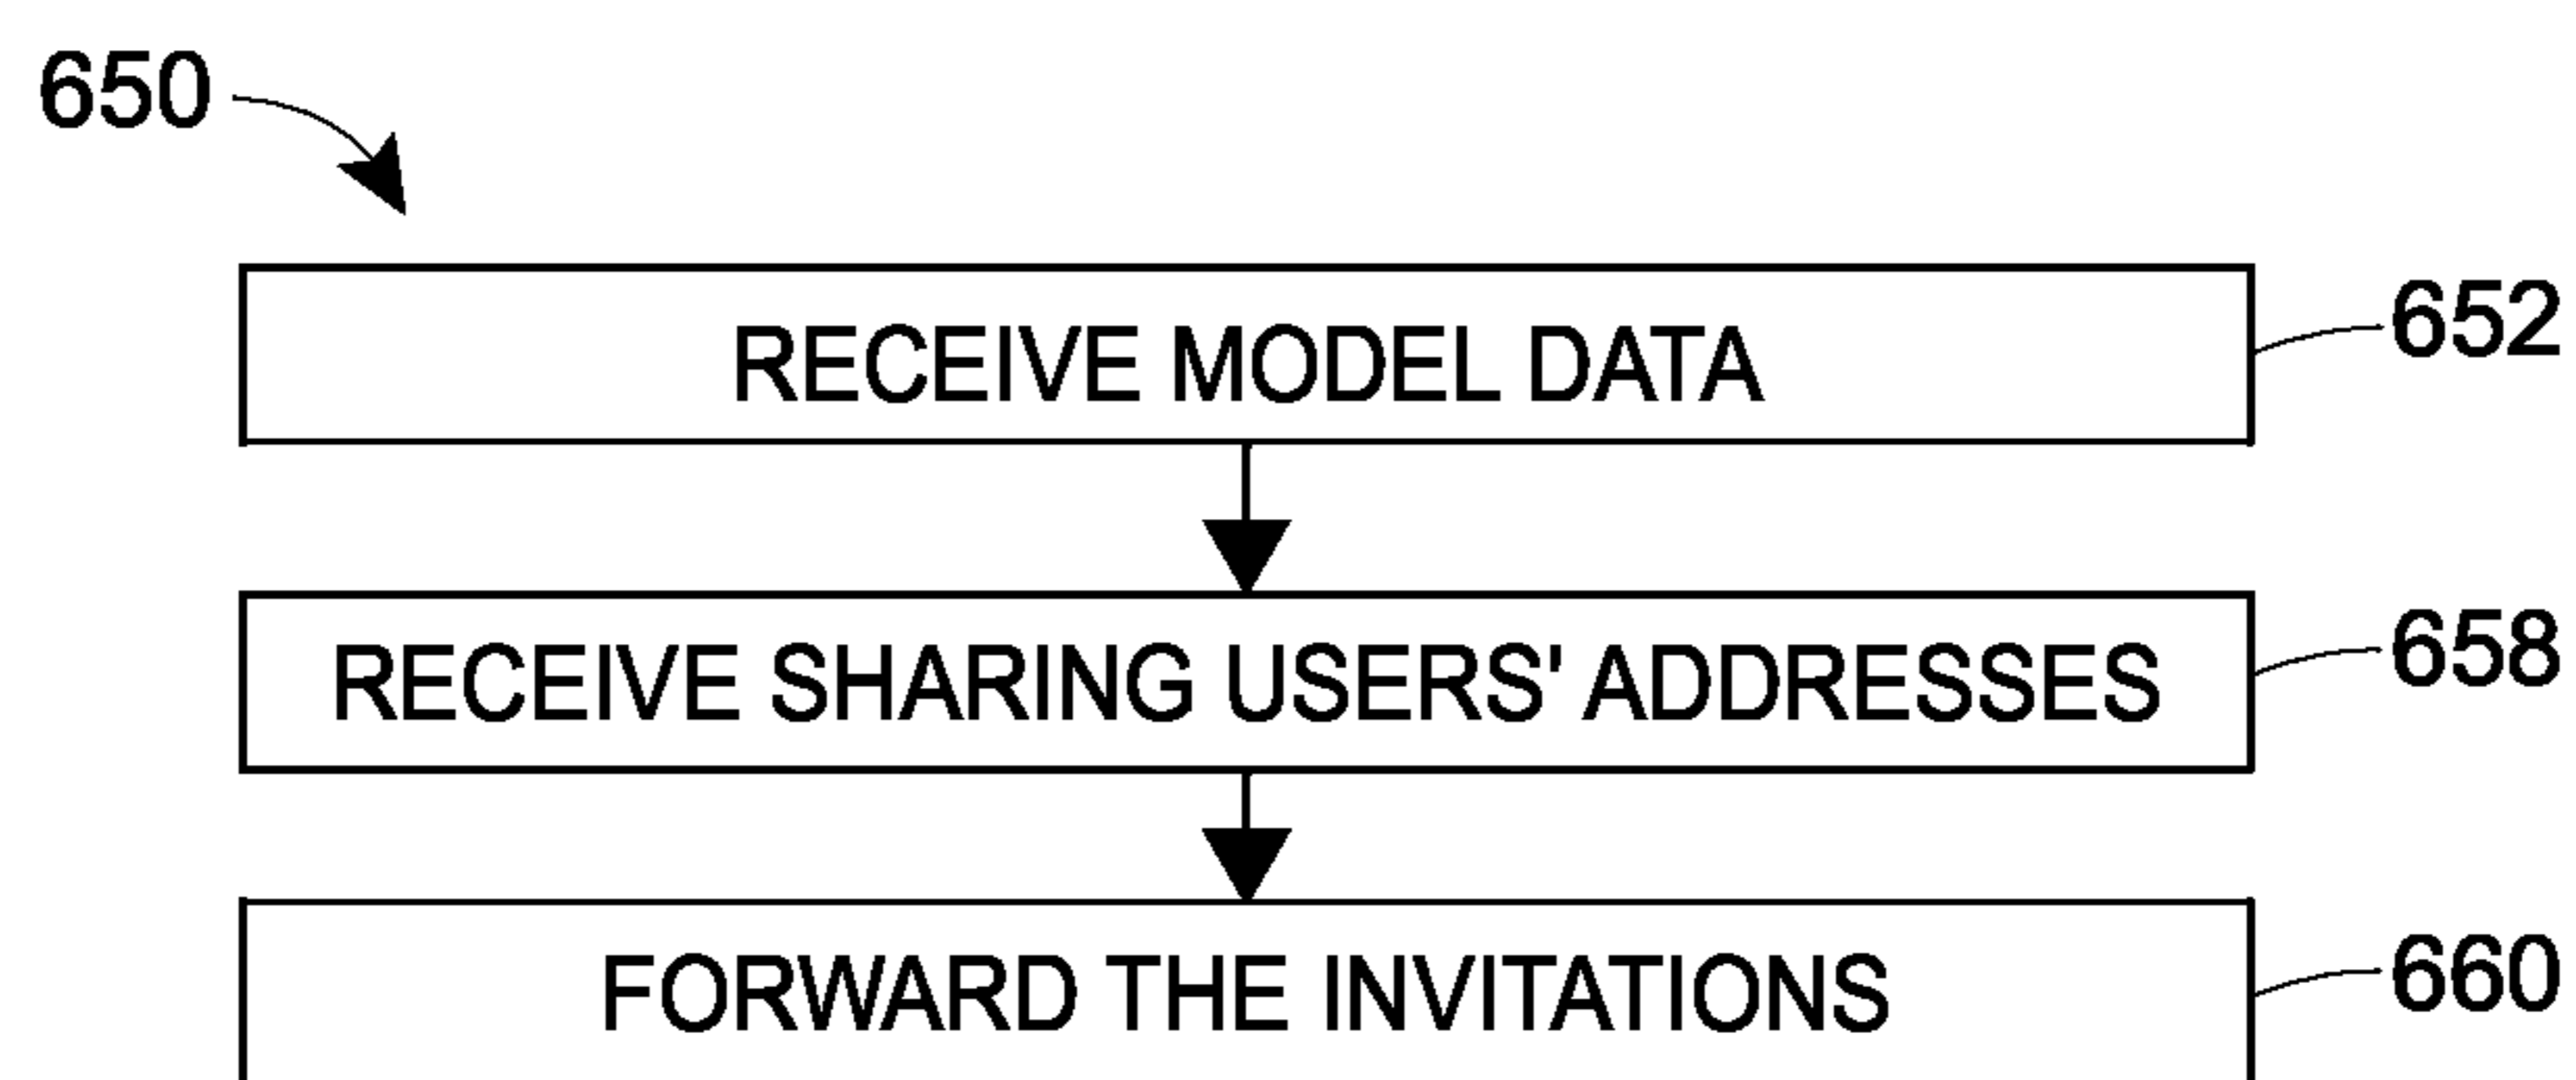 650
RECEIVE MODEL DATA
652
RECEIVE SHARING USERS' ADDRESSES
658
FORWARD THE INVITATIONS
660